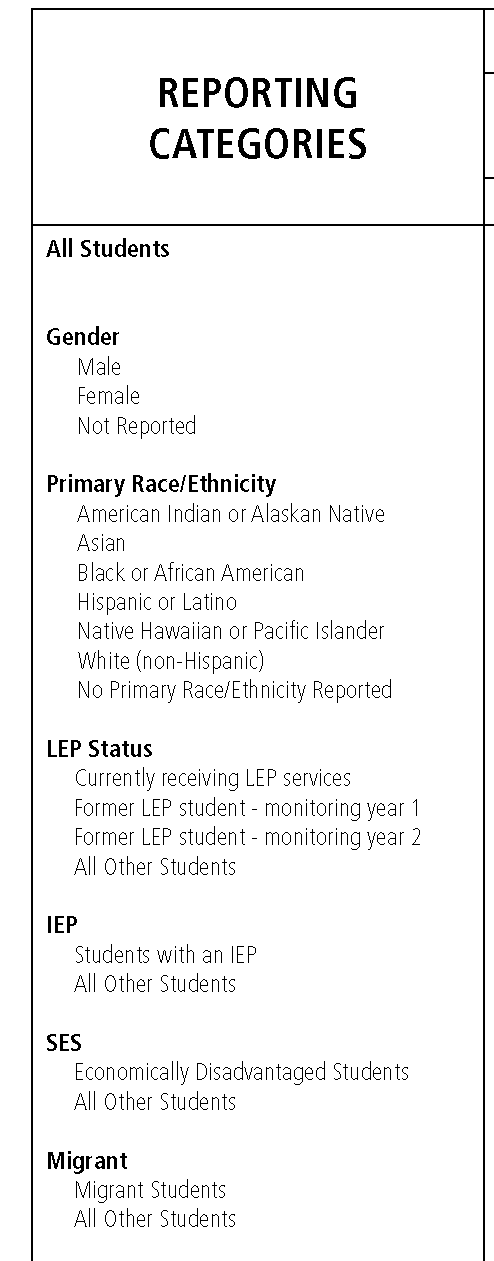 REPORTING
CATEGORIES
All Students
Gender
Male
Female
Not Reported
Primary Race/Ethnicity
American Indian or Alaskan Native
Asian
Black or African American
Hispanic or Latino
Native Hawaiian or Pacific Islander
White (non-Hispanic)
No Primary Race/Ethnicity Reported
LEP Status
Currently receiving LEP services
Former LEP student - monitoring year 1
Former LEP student - monitoring year 2
All Other Students
IEP
Students with an IEP
All Other Students
SES
Economically Disadvantaged Students
All Other Students
Migrant
Migrant Students
All Other Students